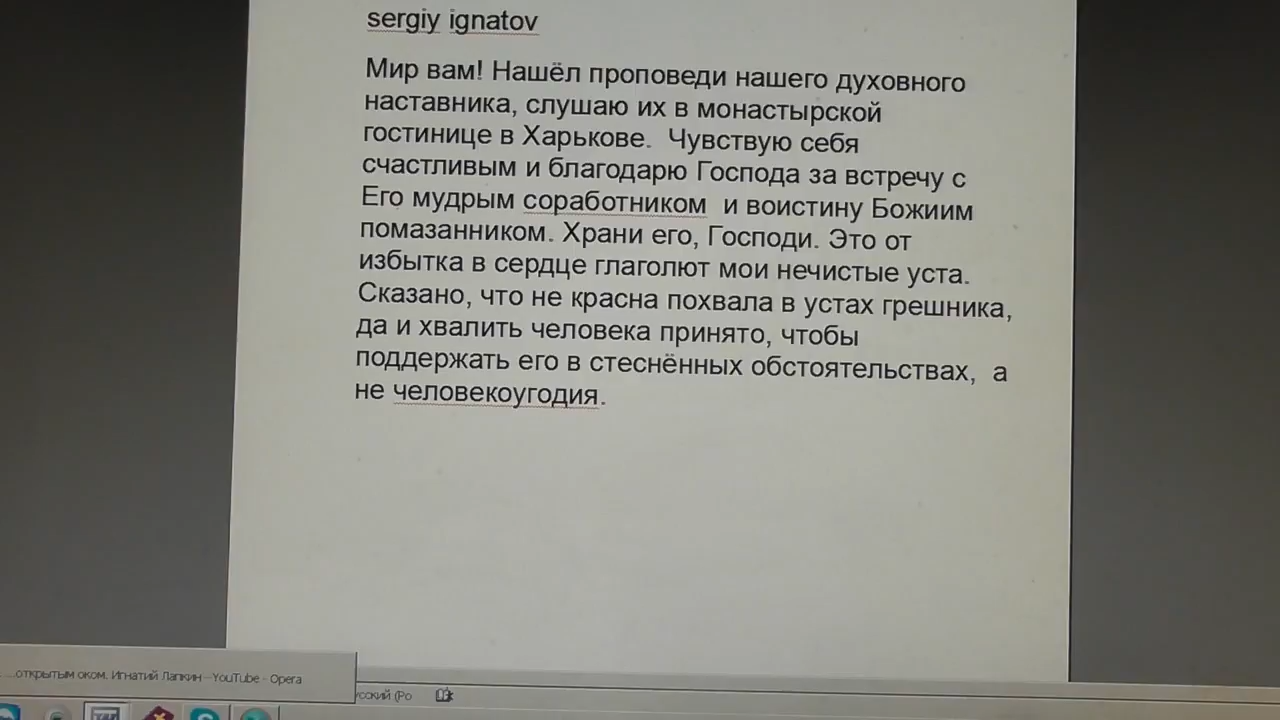 sergiy ignatov
Мир вам! Нашёл проповеди нашего духовного
наставника, слушаю их в монастырской
гостинице в Харькове.  Чувствую себя
счастливым и благодарю Господа за встречу с
Его мудрым соработником  и воистину Божиим
помазанником. Храни его, Господи. Это от
избытка в сердце глаголют мои нечистые уста.
Сказано, что не красна похвала в устах грешника,
да и хвалить человека принято, чтобы
поддержать его в стеснённых обстоятельствах,  а
не человекоугодия.
...открытым оком. Игнатий Лапкин - YouTube - Opera
усский (Ро